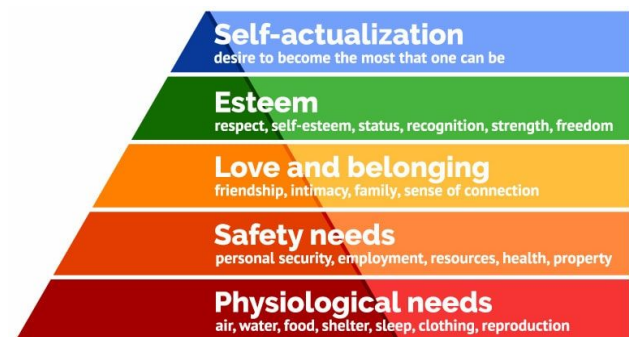 Self-actualization
desire to become the most that one can be
Esteem
respect, self-esteem, status, recognition, strength, freedom
Love and belonging
friendship, intimacy, family, sense of connection
Safety needs
personal security, employment, resources, health, property
Physiological needs
air, water, food, shelter, sleep, clothing, reproduction